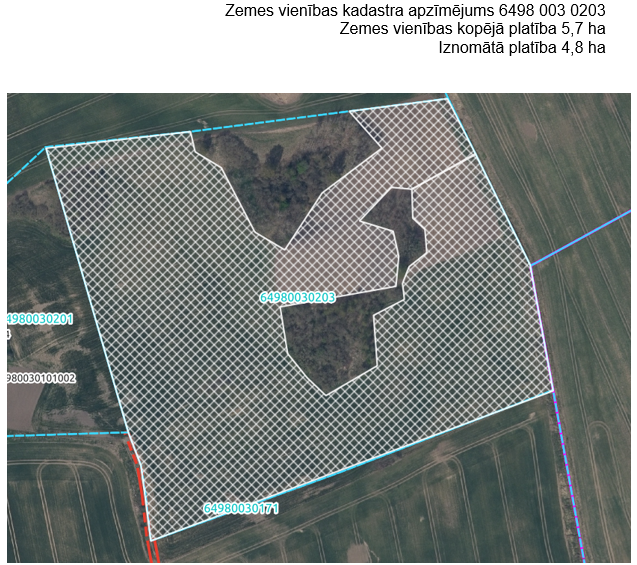 Zemes vienības kadastra apzīmējums 6498 003 0203
Zemes vienības kopējā platība 5,7 ha
Iznomātā platība 4,8 ha
64980030203
4980030201
980030101002
64980030171